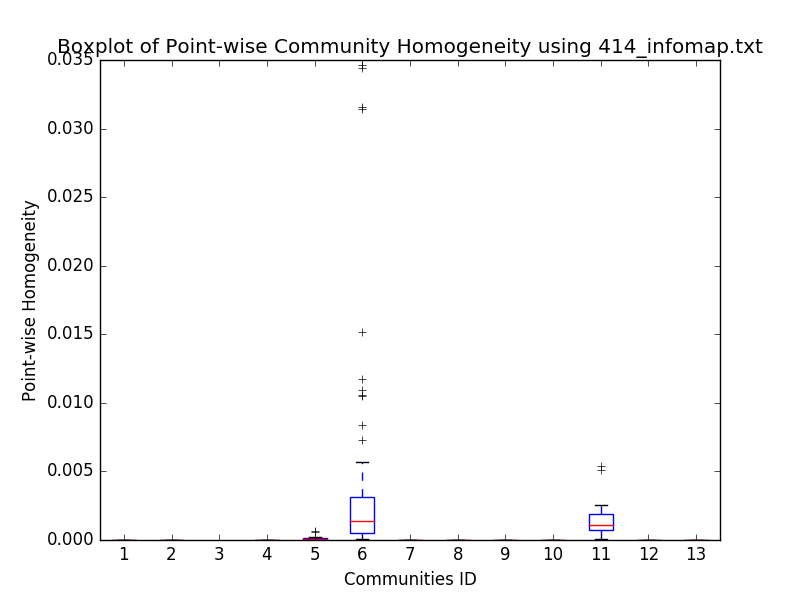 Boxplot of Point-wise Community Homogeneity using 414_infomap.txt
0.035
0.030
0.025
0.020
0.015
0.010
0.005
0.000
Point-wise Homogeneity
1 2 3 4 5 6 7 8 9 10 11 12 13
Communities ID